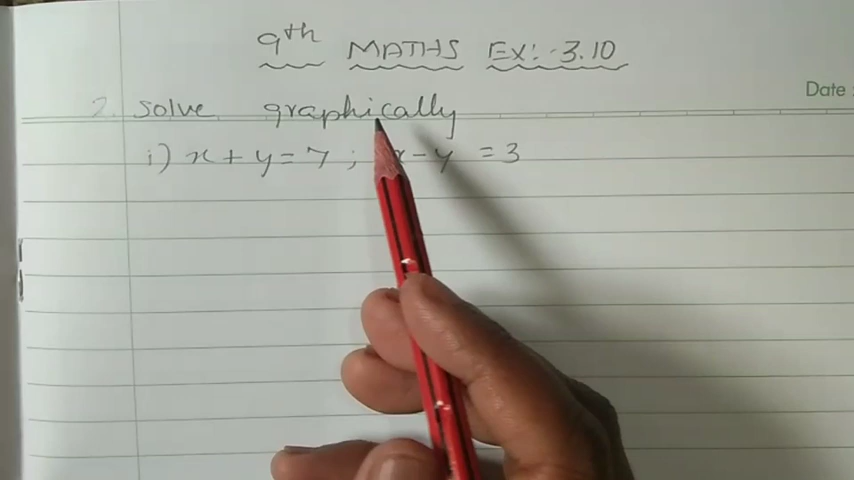 9th MATHS EX:- 3.10
Date :
2. Solve graphically
i) x + y = 7 ; x - y = 3